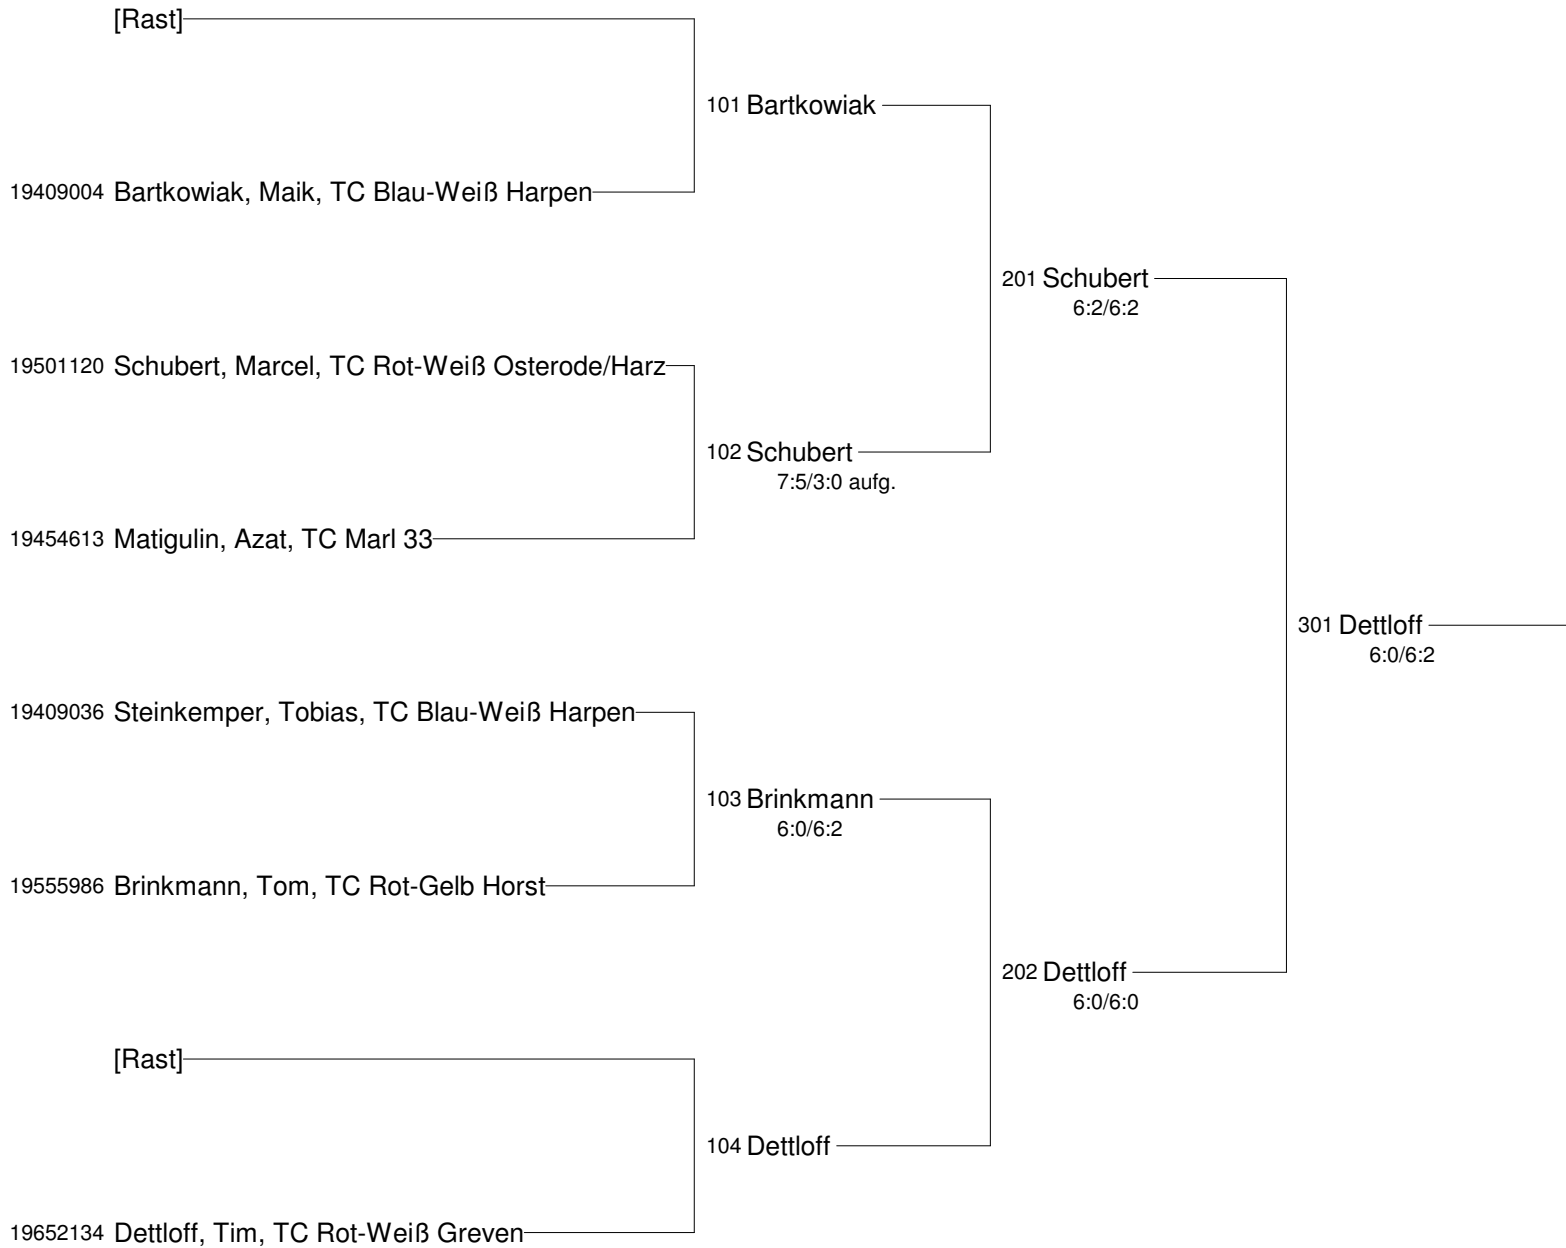 [Rast]
101 Bartkowiak
19409004 Bartkowiak, Maik, TC Blau-Weiß Harpen
201 Schubert
6:2/6:2
19501120 Schubert, Marcel, TC Rot-Weiß Osterode/Harz
102 Schubert
7:5/3:0 aufg.
19454613 Matigulin, Azat, TC Marl 33
301 Dettloff
6:0/6:2
19409036 Steinkemper, Tobias, TC Blau-Weiß Harpen
103 Brinkmann
6:0/6:2
19555986 Brinkmann, Tom, TC Rot-Gelb Horst
202 Dettloff
6:0/6:0
[Rast]
104 Dettloff
19652134 Dettloff, Tim, TC Rot-Weiß Greven